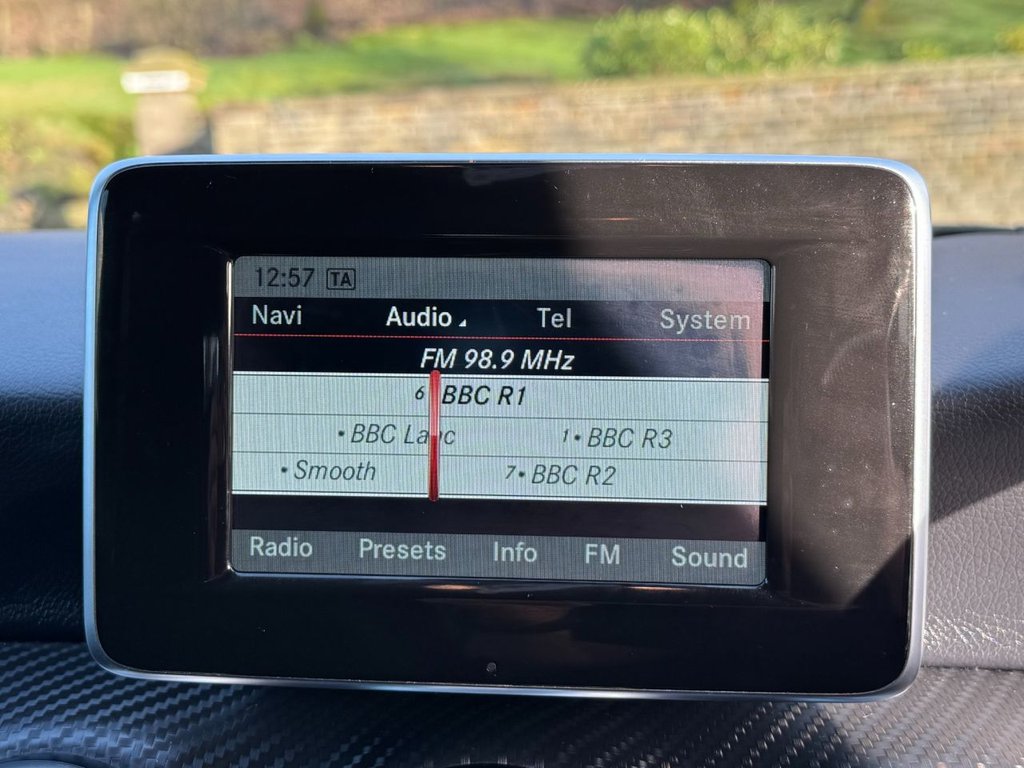 12:57 TA
Navi Audio Tel System
FM 98.9 MHz
6 BBC R1
• BBC Lanc 1 • BBC R3
• Smooth 7 • BBC R2
Radio Presets Info FM Sound